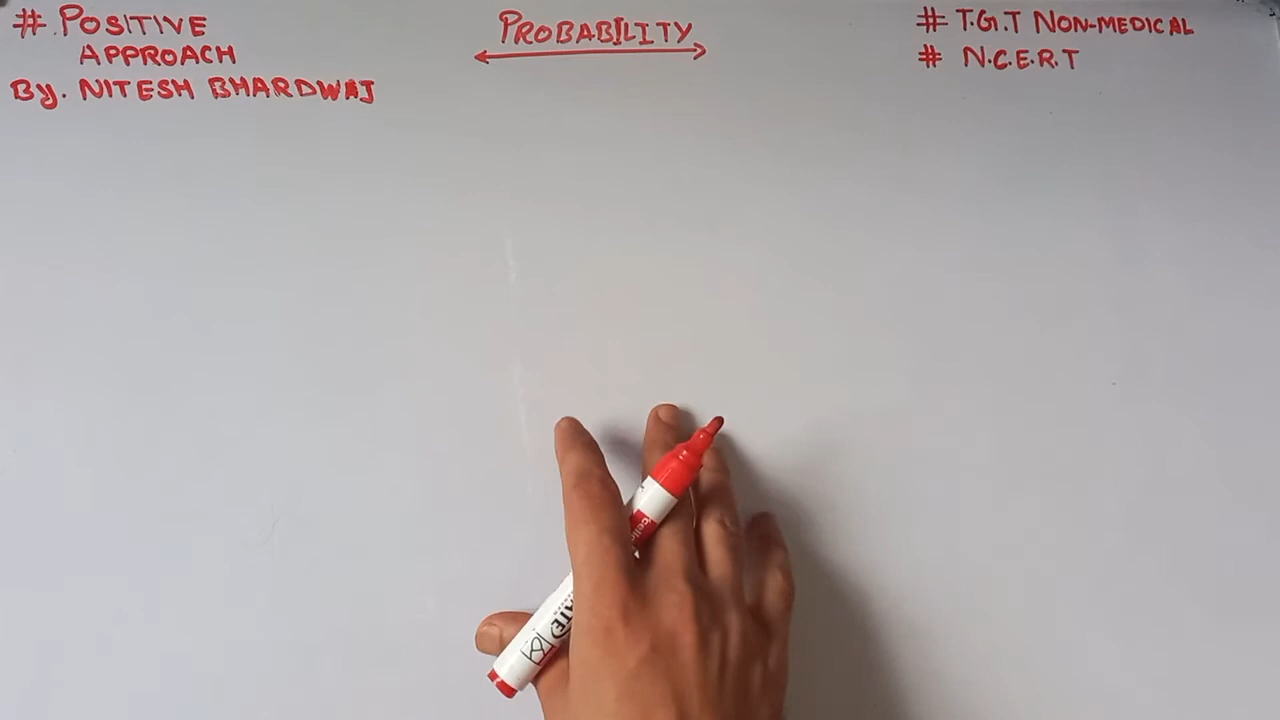 # POSITIVE
APPROACH
By. NITESH BHARDWAJ
PROBABILITY
# T.G.T NON-MEDICAL
# N.C.E.R.T